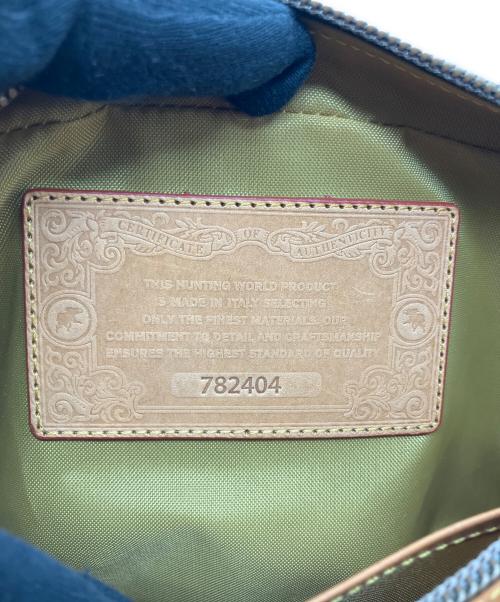 CERTIFICATE OF AUTHENTICITY
THIS HUNTING WORLD PRODUCT
IS MADE IN ITALY SELECTING
ONLY THE FINEST MATERIALS. OUR
COMMITMENT TO DETAIL AND CRAFTSMANSHIP
ENSURES THE HIGHEST STANDARD OF QUALITY
782404